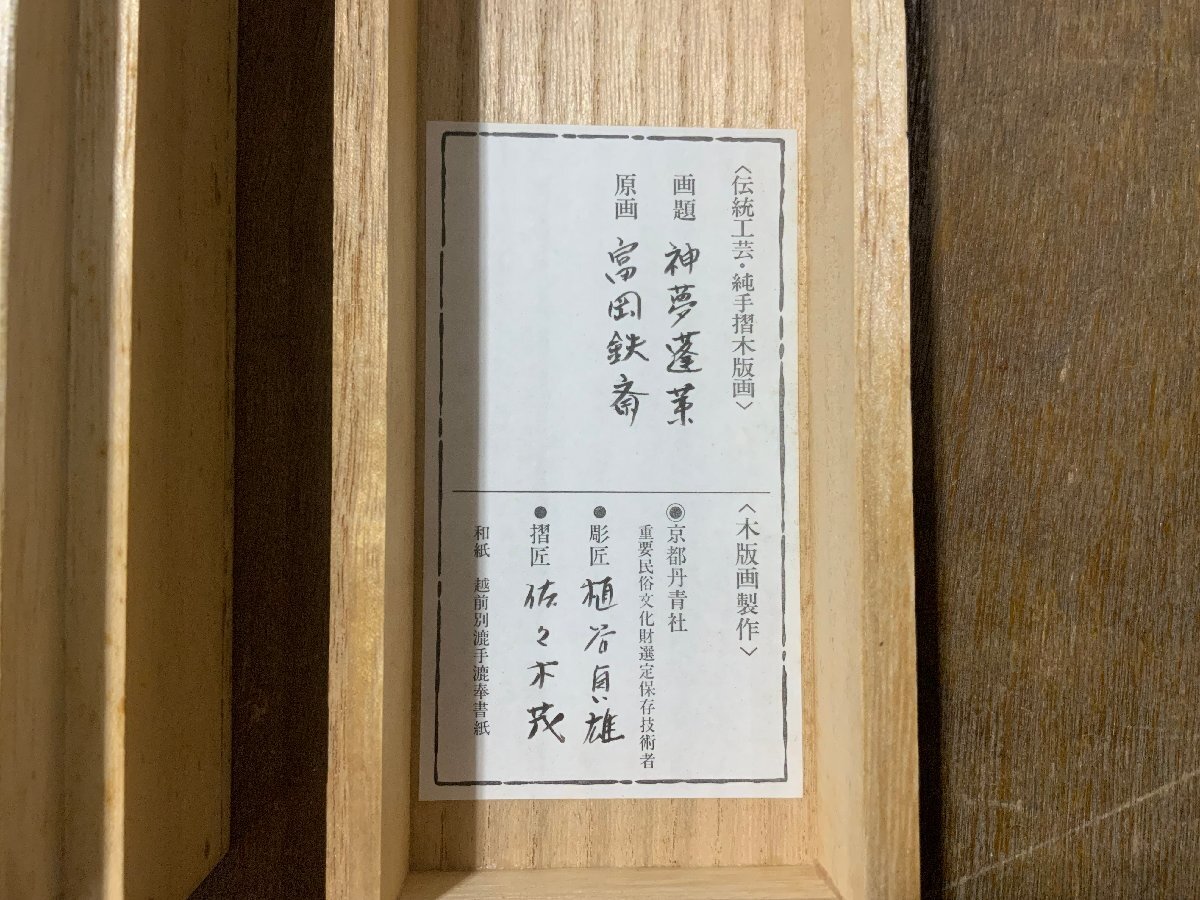 〈伝統工芸・純手摺木版画〉
画題 神夢蓬莱
原画 富岡鉄斎
〈木版画製作〉
◉京都丹青社
重要民俗文化財選定保存技術者
●彫匠 植谷貞雄
●摺匠 佐々木茂
和紙 越前別漉手漉奉書紙